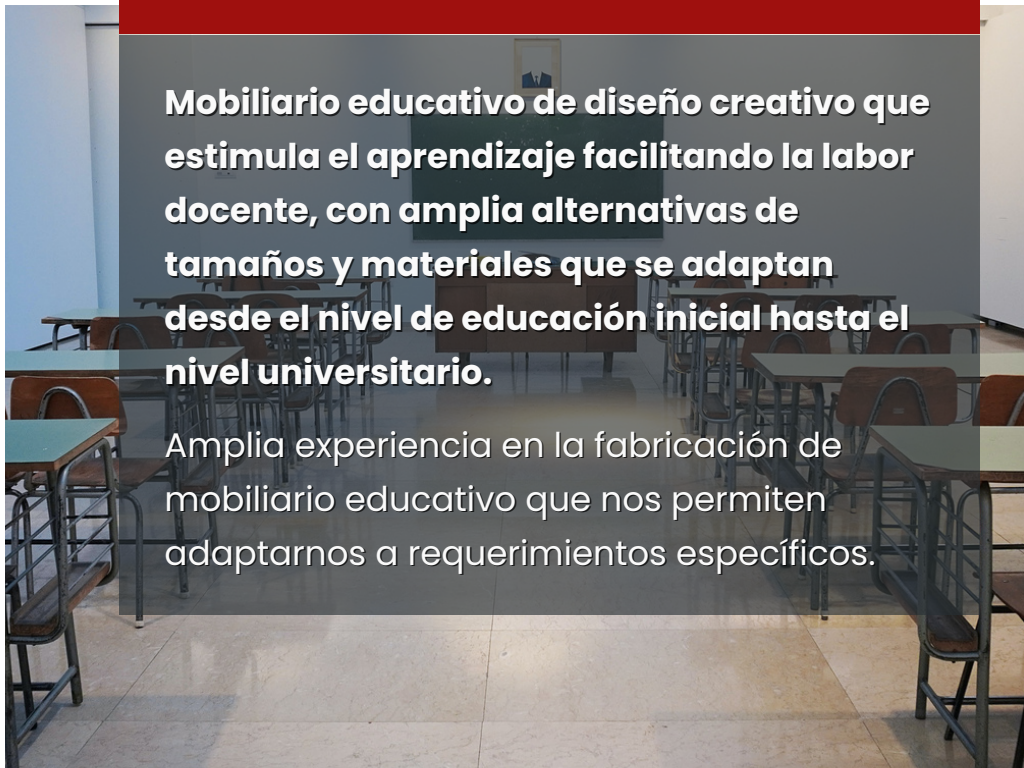 Mobiliario educativo de diseño creativo que
estimula el aprendizaje facilitando la labor
docente, con amplia alternativas de
tamaños y materiales que se adaptan
desde el nivel de educación inicial hasta el
nivel universitario.
Amplia experiencia en la fabricación de
mobiliario educativo que nos permiten
adaptarnos a requerimientos específicos.